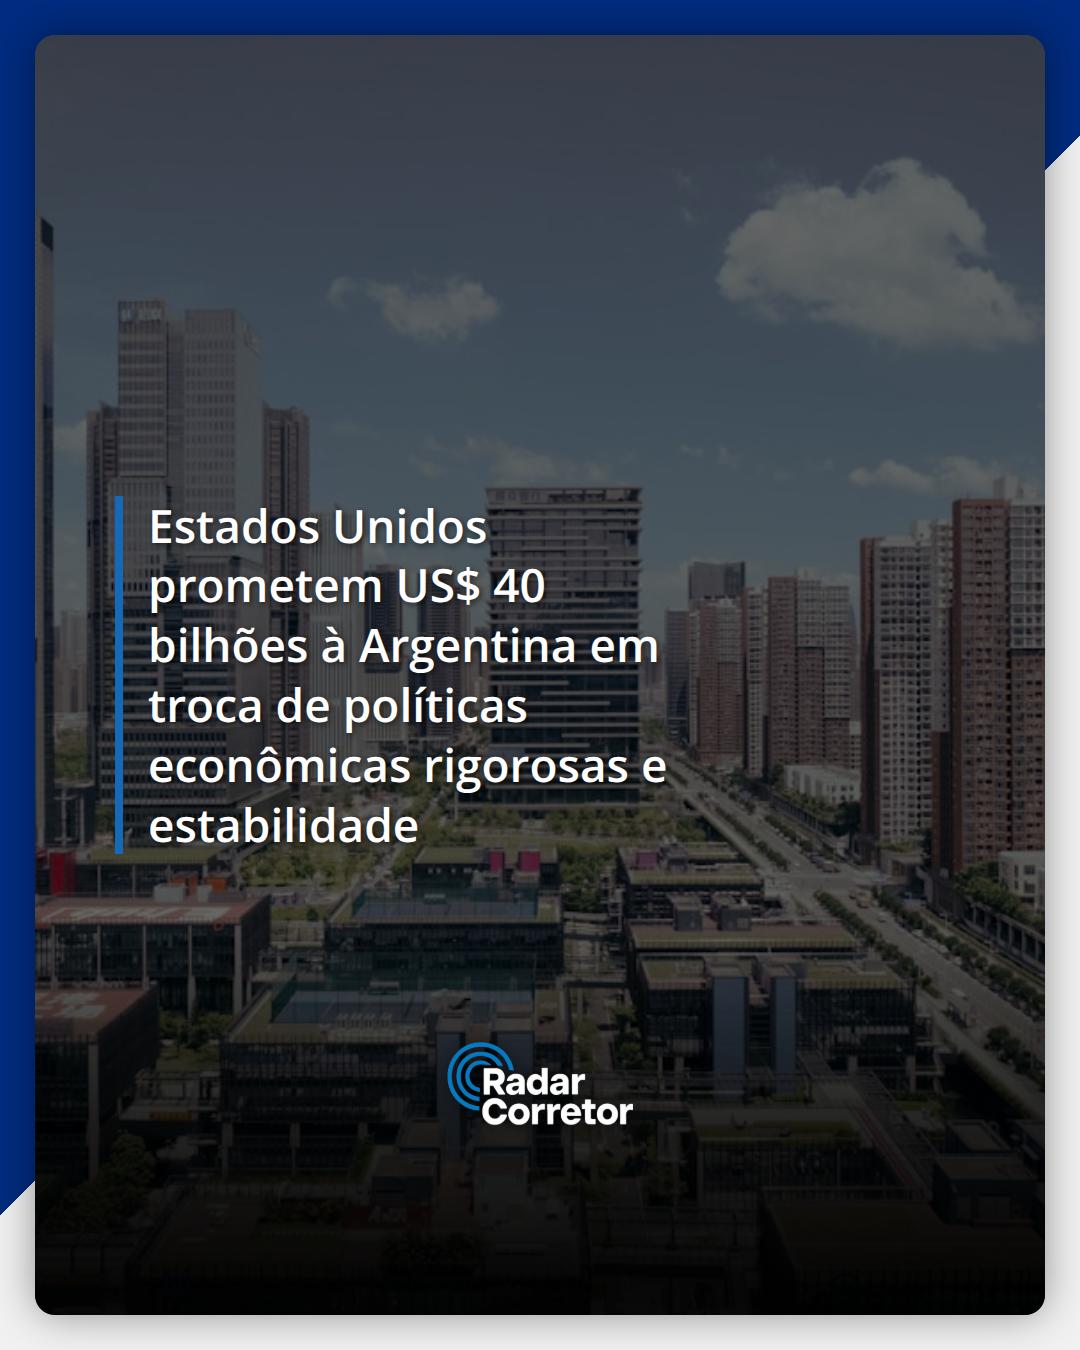 Estados Unidos
prometem US$ 40
bilhões à Argentina em
troca de políticas
econômicas rigorosas e
estabilidade
Radar
Corretor